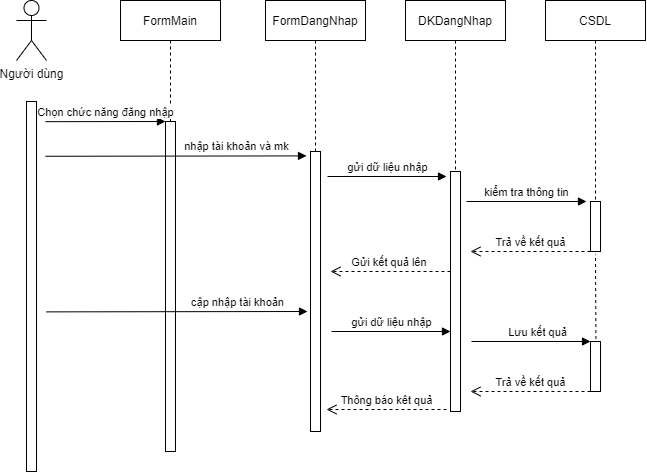 FormMain
FormDangNhap
DKDangNhap
CSDL
Người dùng
Chọn chức năng đăng nhập
nhập tài khoản và mk
gửi dữ liệu nhập
kiểm tra thông tin
Trả về kết quả
Gửi kết quả lên
cập nhập tài khoản
gửi dữ liệu nhập
Lưu kết quả
Trả về kết quả
Thông báo kết quả